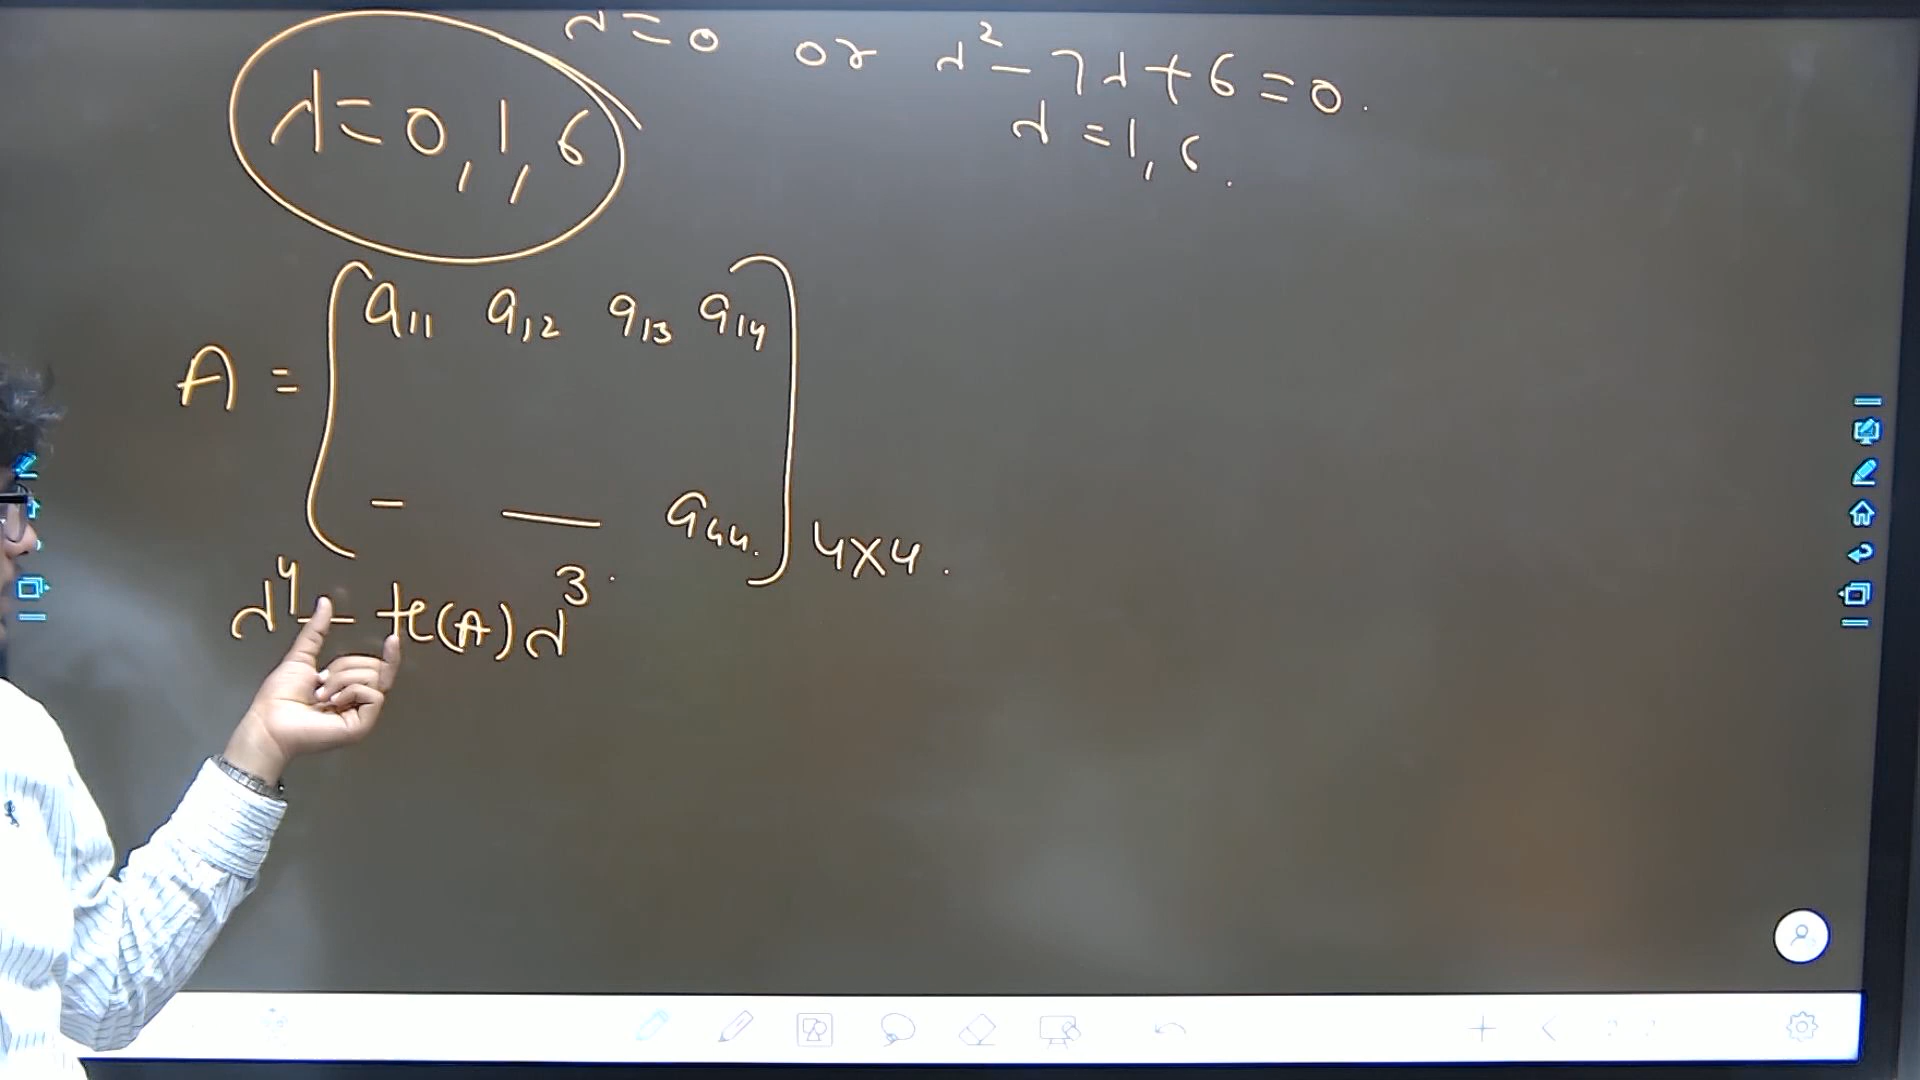 λ=0 or λ²-7λ+6=0.
λ=1,6.
λ=0,1,6
A = [a₁₁ a₁₂ a₁₃ a₁₄
- — a₄₄.]₄ₓ₄.
λ⁴- tr(A)λ³